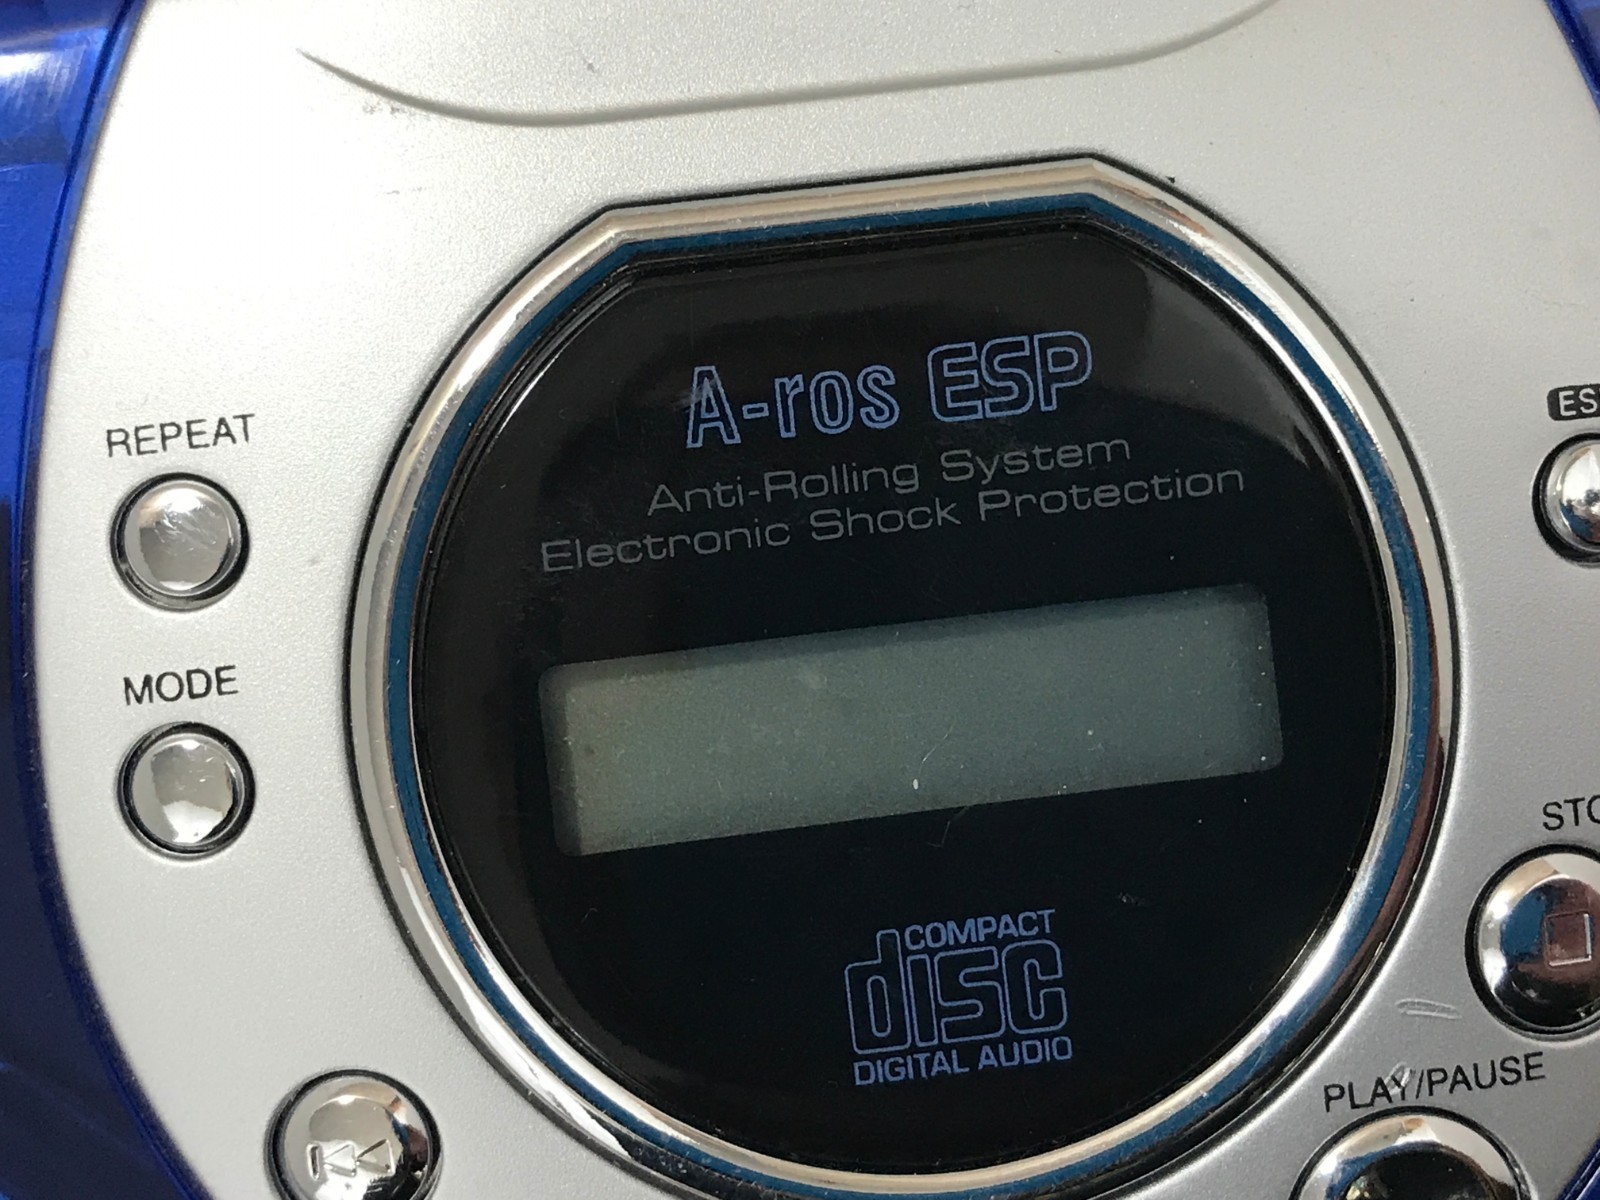 A-ros ESP
Anti-Rolling System
Electronic Shock Protection
REPEAT
MODE
COMPACT
disc
DIGITAL AUDIO
PLAY/PAUSE